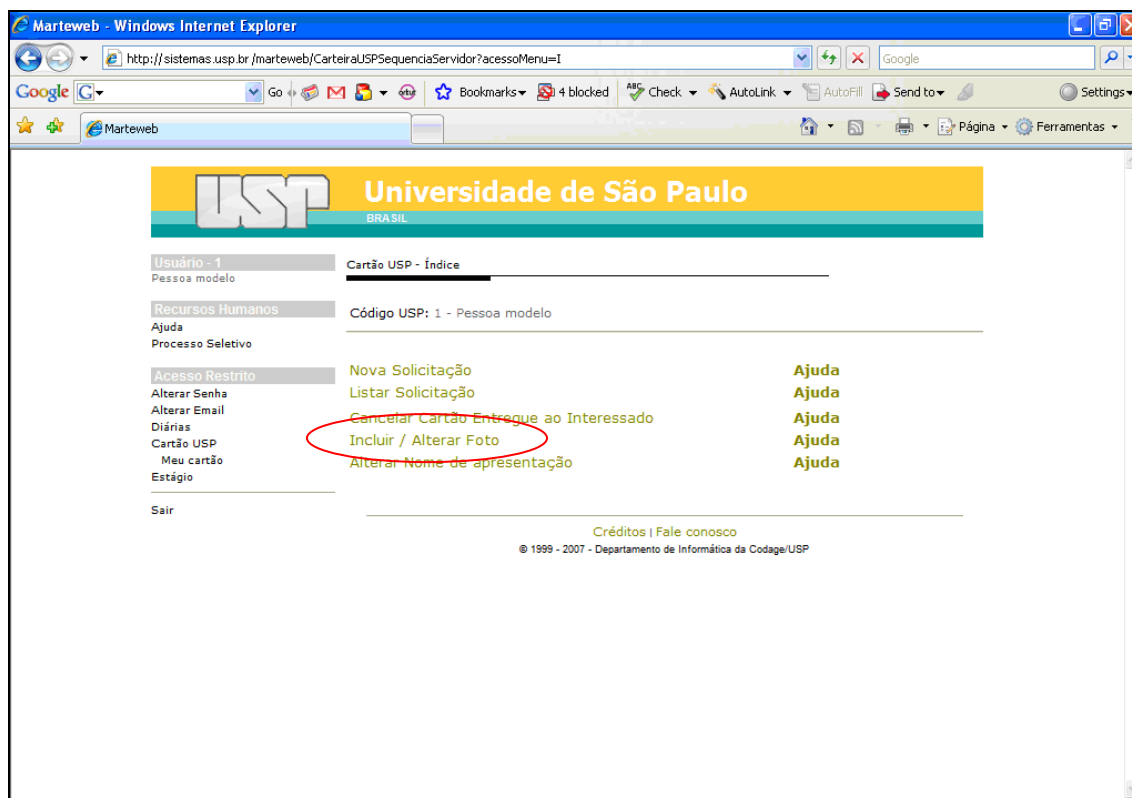 Marteweb - Windows Internet Explorer
http://sistemas.usp.br/marteweb/CarteiraUSPSequenciaServidor?acessoMenu=I
Google
Google G Go Bookmarks 4 blocked ABC Check AutoLink AutoFill Send to Settings
Marteweb Página Ferramentas
USP Universidade de São Paulo
BRASIL
Usuário - 1
Pessoa modelo
Recursos Humanos
Ajuda
Processo Seletivo
Acesso Restrito
Alterar Senha
Alterar Email
Diárias
Cartão USP
Meu cartão
Estágio
Sair
Cartão USP - Índice
Código USP: 1 - Pessoa modelo
Nova Solicitação Ajuda
Listar Solicitação Ajuda
Cancelar Cartão Entregue ao Interessado Ajuda
Incluir / Alterar Foto Ajuda
Alterar Nome de apresentação Ajuda
Créditos | Fale conosco
© 1999 - 2007 - Departamento de Informática da Codage/USP